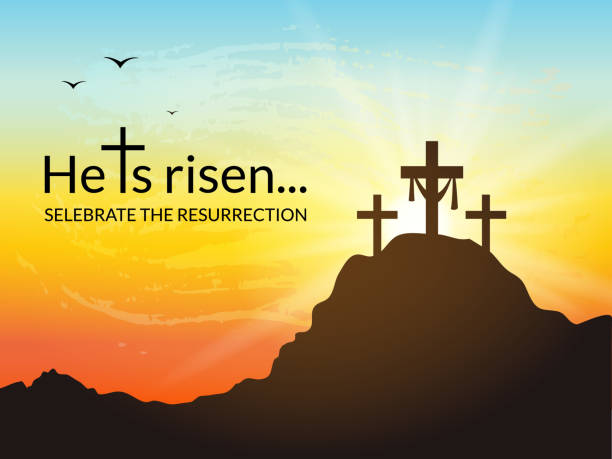 He is risen...
SELEBRATE THE RESURRECTION